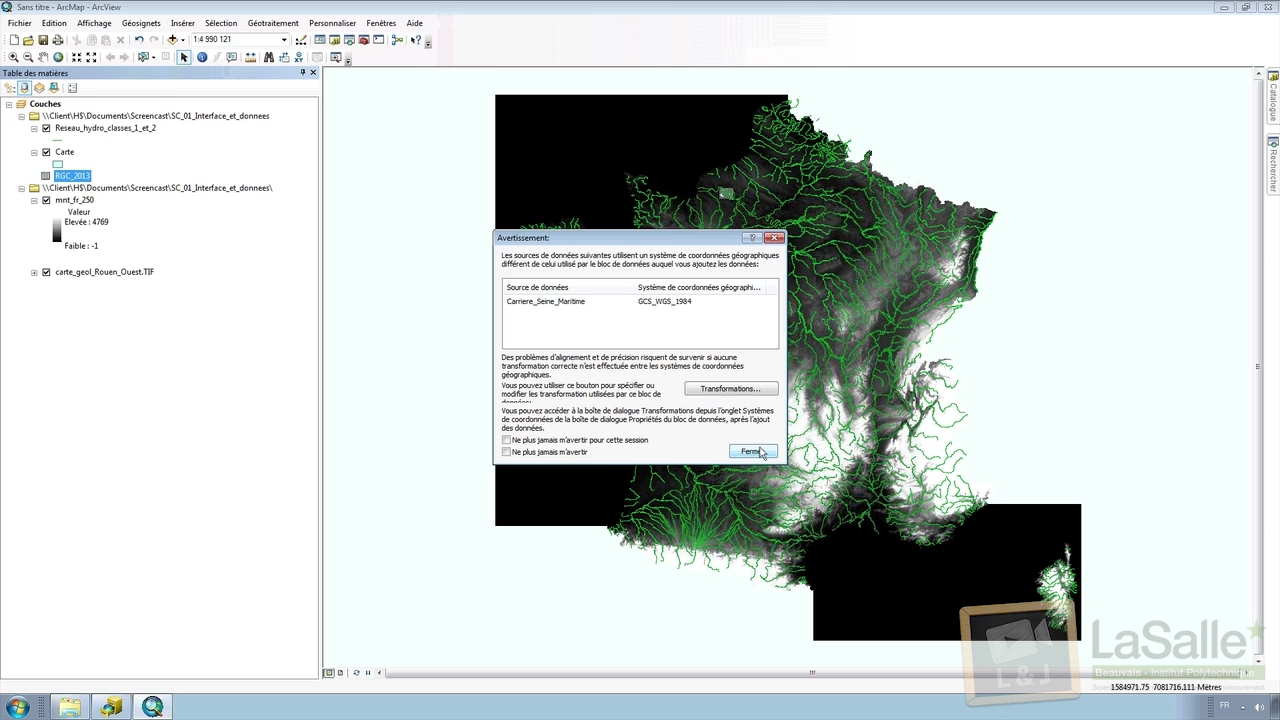 Sans titre - ArcMap - ArcView
Fichier Edition Affichage Géosignets Insérer Sélection Géotraitement Personnaliser Fenêtres Aide
1:4 990 121
Table des matières
Couches
\\Client\H$\Documents\Screencast\SC_01_Interface_et_donnees
Reseau_hydro_classes_1_et_2
Carte
RGC_2013
\\Client\H$\Documents\Screencast\SC_01_Interface_et_donnees\
mnt_fr_250
Valeur
Elevée : 4769
Faible : -1
carte_geol_Rouen_Ouest.TIF
Avertissement:
Les sources de données suivantes utilisent un système de coordonnées géographiques
différent de celui utilisé par le bloc de données auquel vous ajoutez les données:
Source de données Système de coordonnées géographi...
Carriere_Seine_Maritime GCS_WGS_1984
Des problèmes d'alignement et de précision risquent de survenir si aucune
transformation correcte n'est effectuée entre les systèmes de coordonnées
géographiques.
Vous pouvez utiliser ce bouton pour spécifier ou
modifier les transformation utilisées par ce bloc de
données:
Transformations...
Vous pouvez accéder à la boîte de dialogue Transformations depuis l'onglet Systèmes
de coordonnées de la boîte de dialogue Propriétés du bloc de données, après l'ajout
des données.
Ne plus jamais m'avertir pour cette session
Ne plus jamais m'avertir
Catalogue
Rechercher
L & J
LaSalle
Beauvais - Institut Polytechnique
1584971.75 7081716.111 Mètres
FR